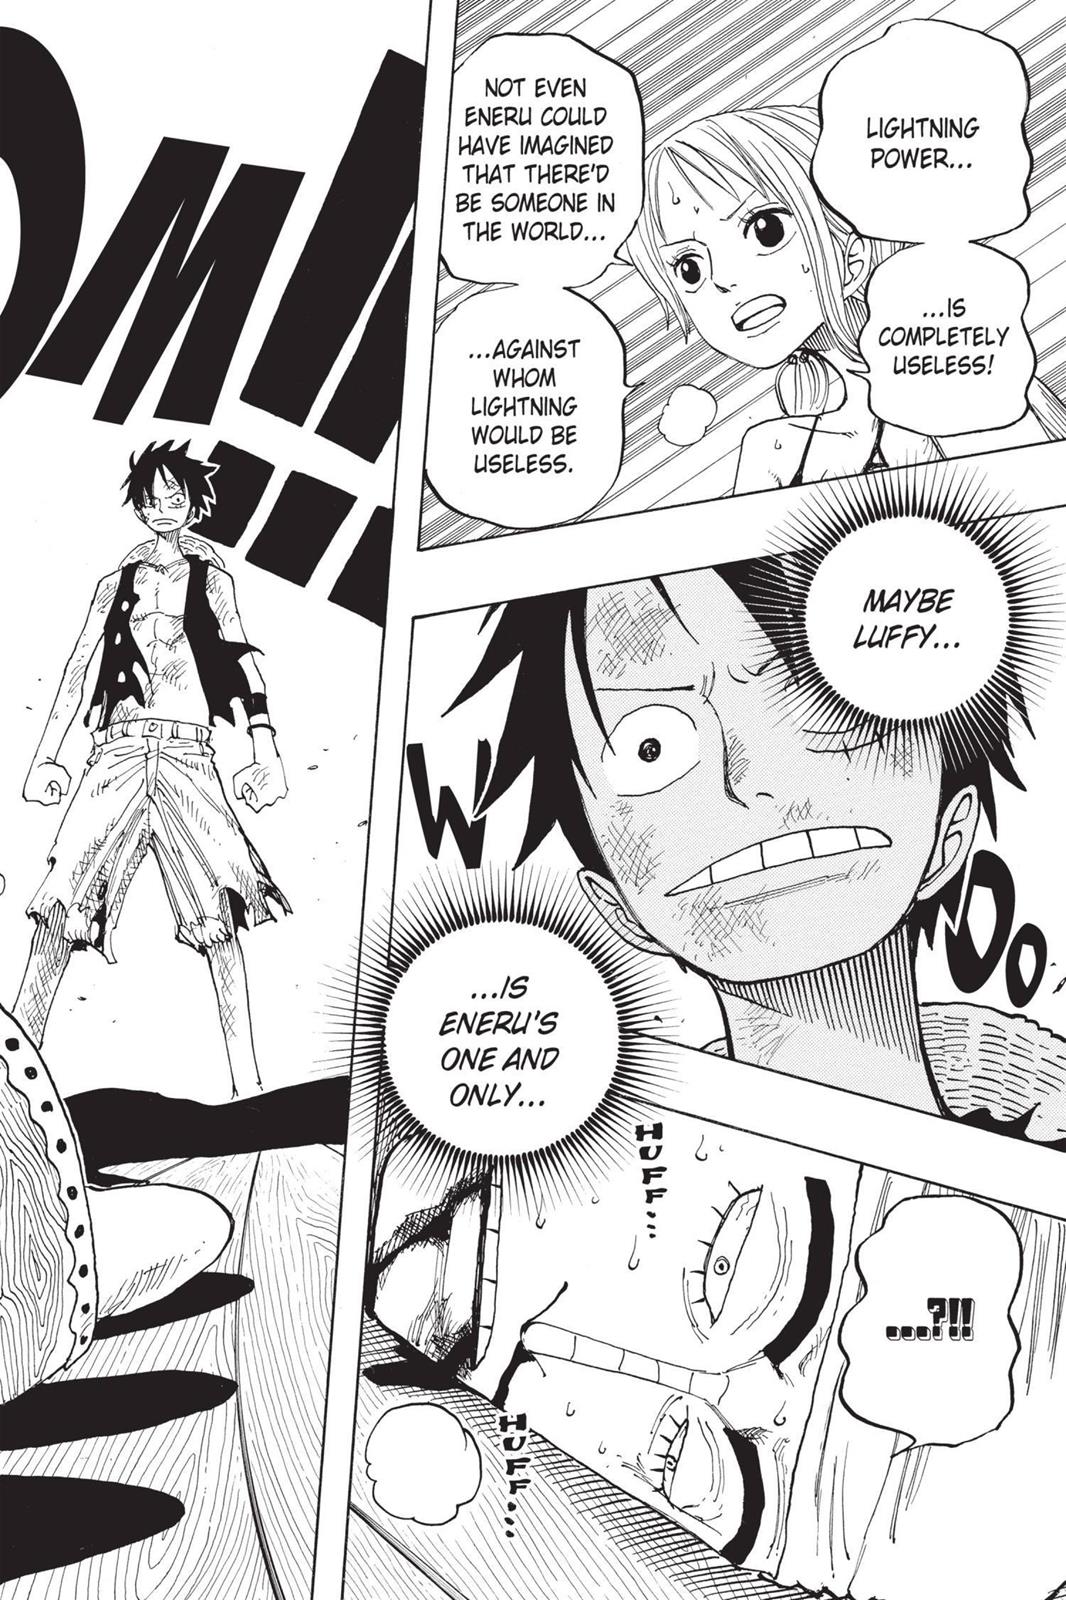 LIGHTNING
POWER...
...IS
COMPLETELY
USELESS!
NOT EVEN
ENERU COULD
HAVE IMAGINED
THAT THERE'D
BE SOMEONE IN
THE WORLD...
...AGAINST
WHOM
LIGHTNING
WOULD BE
USELESS.
MAYBE
LUFFY...
WOO
...IS
ENERU'S
ONE AND
ONLY...
HUFF...
....?!!
HUFF...